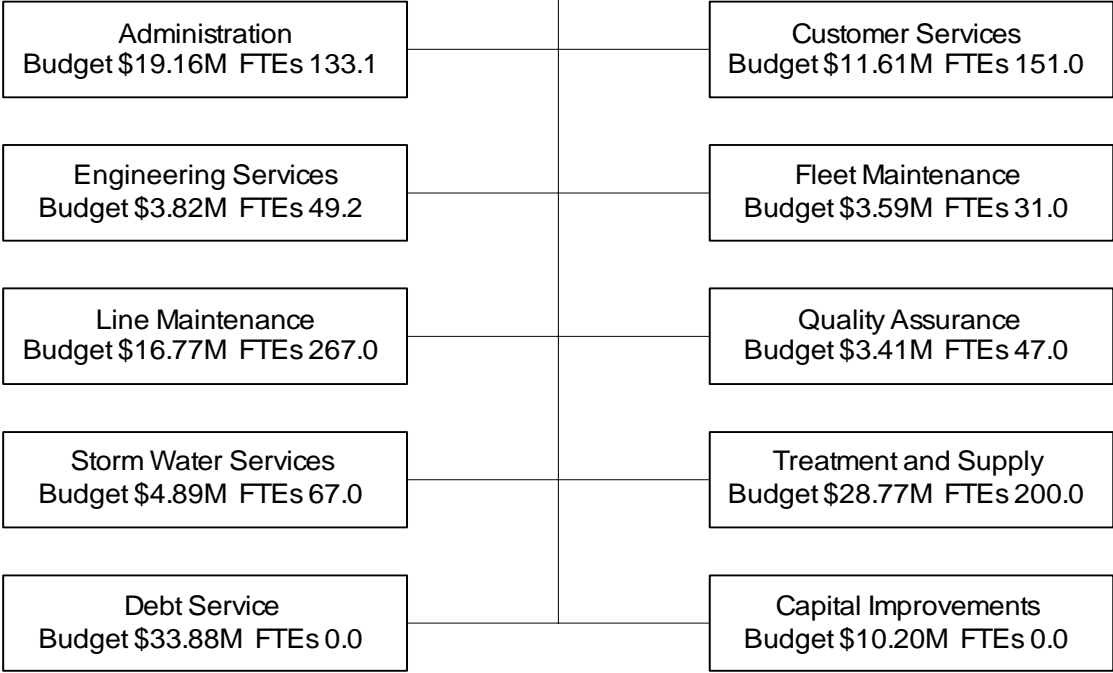 Administration
Budget $19.16M FTEs 133.1
Customer Services
Budget $11.61M FTEs 151.0
Engineering Services
Budget $3.82M FTEs 49.2
Fleet Maintenance
Budget $3.59M FTEs 31.0
Line Maintenance
Budget $16.77M FTEs 267.0
Quality Assurance
Budget $3.41M FTEs 47.0
Storm Water Services
Budget $4.89M FTEs 67.0
Treatment and Supply
Budget $28.77M FTEs 200.0
Debt Service
Budget $33.88M FTEs 0.0
Capital Improvements
Budget $10.20M FTEs 0.0